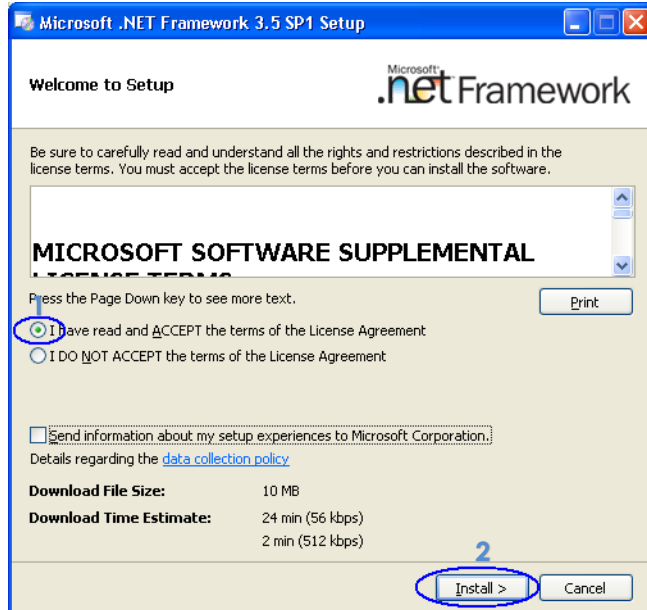 Microsoft .NET Framework 3.5 SP1 Setup
Welcome to Setup
Microsoft
.net Framework
Be sure to carefully read and understand all the rights and restrictions described in the
license terms. You must accept the license terms before you can install the software.
MICROSOFT SOFTWARE SUPPLEMENTAL
LICENSE TERMS
Press the Page Down key to see more text.
Print
1
I have read and ACCEPT the terms of the License Agreement
I DO NOT ACCEPT the terms of the License Agreement
Send information about my setup experiences to Microsoft Corporation.
Details regarding the data collection policy
Download File Size: 10 MB
Download Time Estimate: 24 min (56 kbps)
2 min (512 kbps)
2
Install >
Cancel